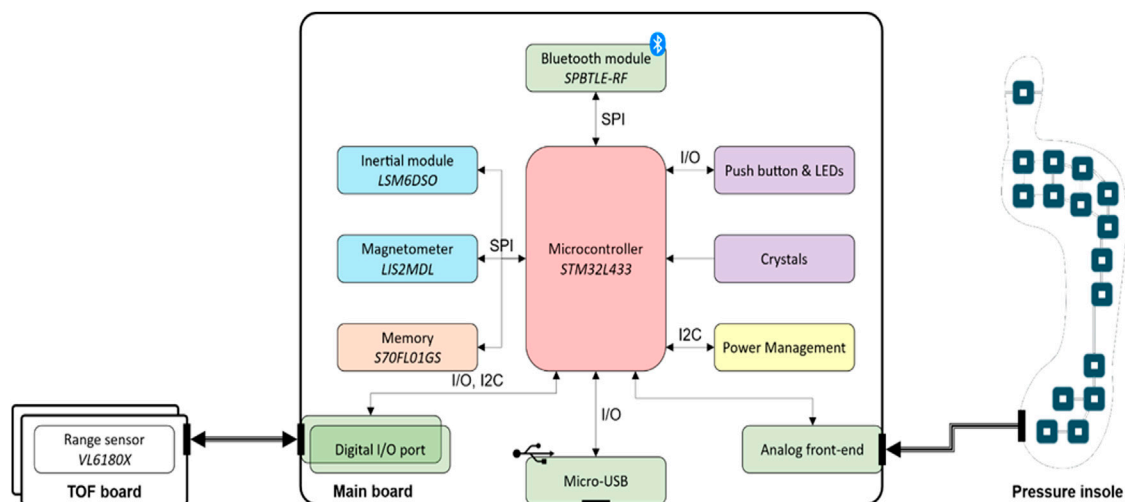 Bluetooth module
SPBTLE-RF
SPI
Inertial module
LSM6DSO
I/O
Push button & LEDs
Magnetometer
LIS2MDL
SPI
Microcontroller
STM32L433
Crystals
Memory
S70FL01GS
I2C
Power Management
I/O, I2C
I/O
Range sensor
VL6180X
Digital I/O port
Analog front-end
Micro-USB
TOF board
Main board
Pressure insole